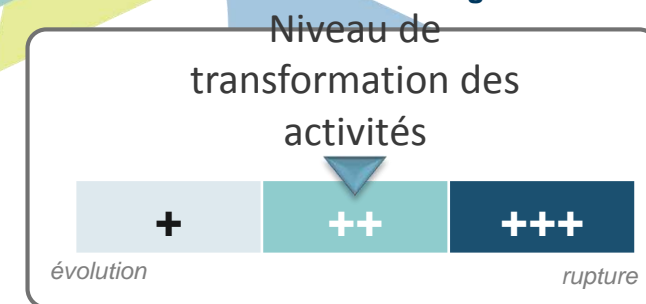 Niveau de
transformation des
activités
+ ++ +++
évolution rupture